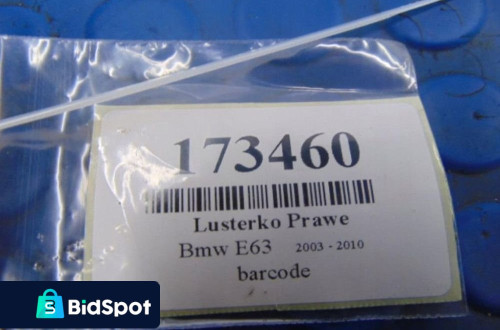 173460
Lusterko Prawe
Bmw E63 2003 - 2010
barcode
BidSpot